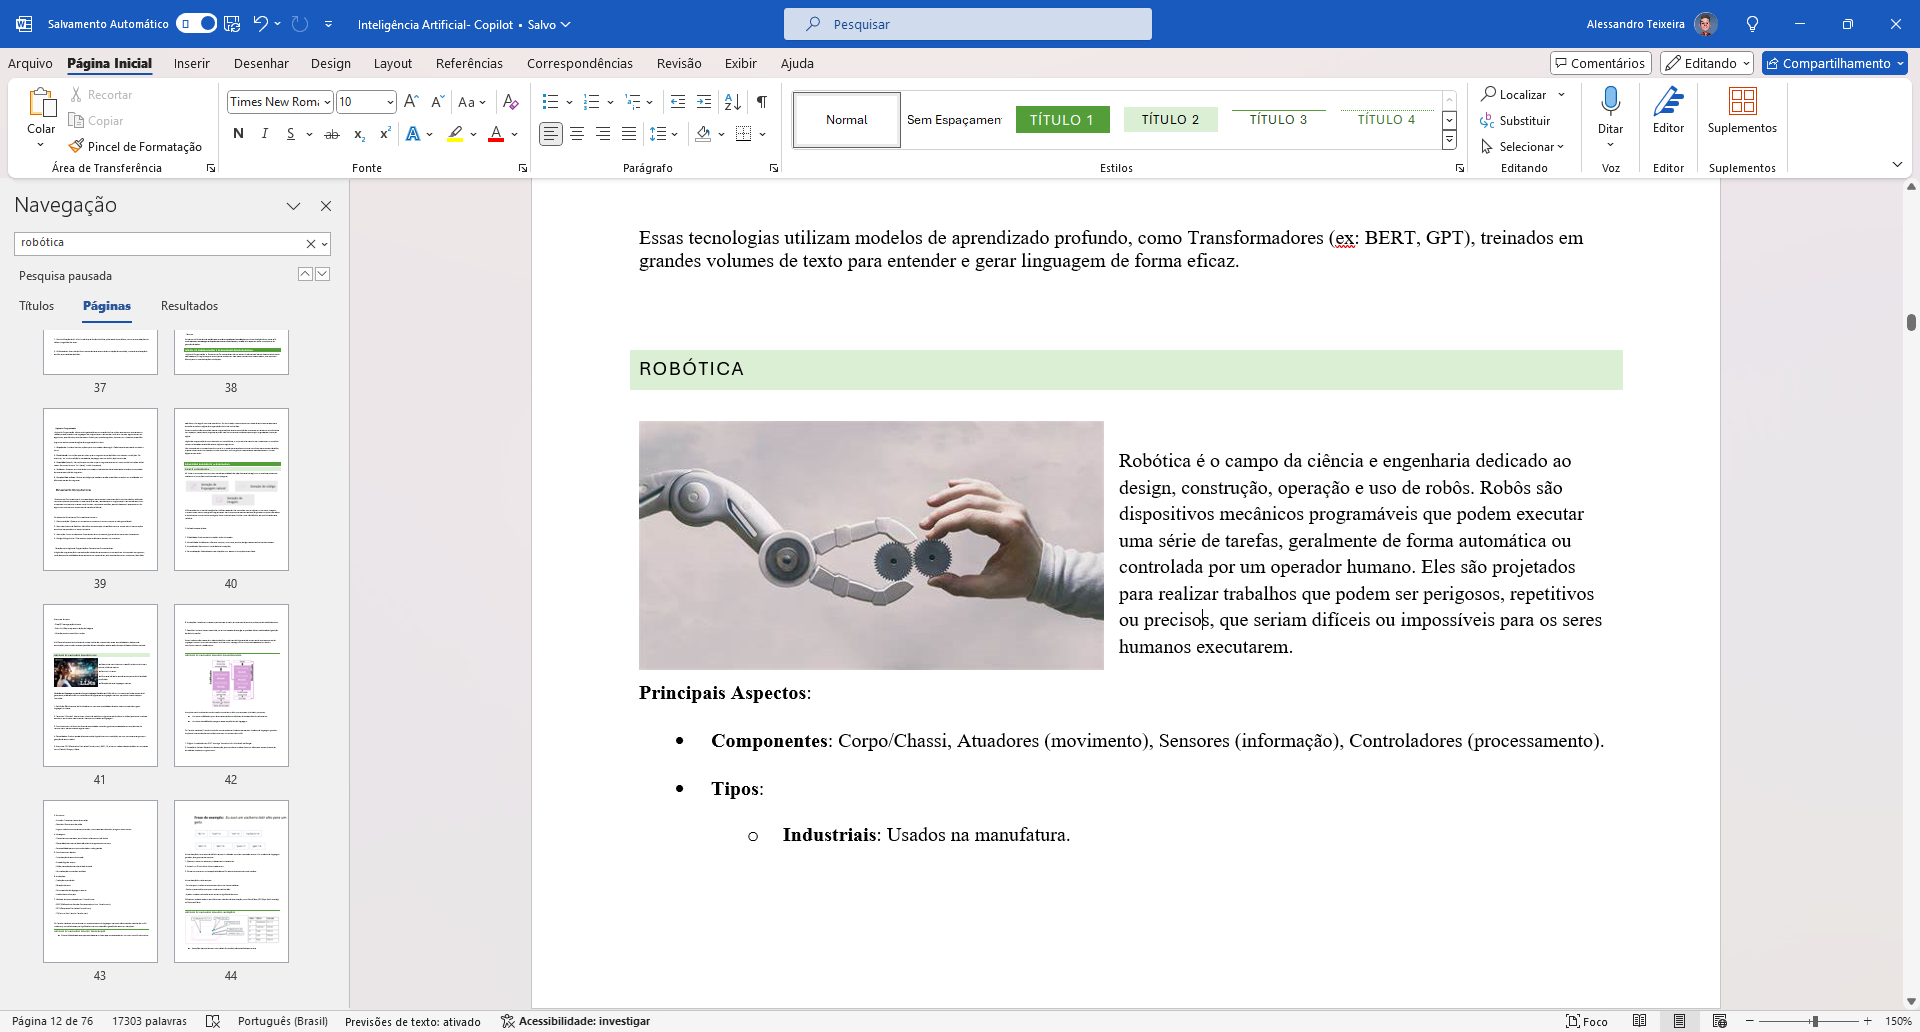 Salvamento Automático
Inteligência Artificial- Copilot • Salvo
Pesquisar
Alessandro Teixeira
Arquivo
Página Inicial
Inserir
Desenhar
Design
Layout
Referências
Correspondências
Revisão
Exibir
Ajuda
Comentários
Editando
Compartilhamento
Colar
Recortar
Copiar
Pincel de Formatação
Área de Transferência
Times New Roma
10
Fonte
Parágrafo
Normal
Sem Espaçament
TÍTULO 1
TÍTULO 2
TÍTULO 3
TÍTULO 4
Estilos
Localizar
Substituir
Selecionar
Editando
Ditar
Voz
Editor
Editor
Suplementos
Suplementos
Navegação
robótica
Pesquisa pausada
Títulos
Páginas
Resultados
37
38
39
40
41
42
43
44
Essas tecnologias utilizam modelos de aprendizado profundo, como Transformadores (ex: BERT, GPT), treinados em
grandes volumes de texto para entender e gerar linguagem de forma eficaz.
ROBÓTICA
Robótica é o campo da ciência e engenharia dedicado ao
design, construção, operação e uso de robôs. Robôs são
dispositivos mecânicos programáveis que podem executar
uma série de tarefas, geralmente de forma automática ou
controlada por um operador humano. Eles são projetados
para realizar trabalhos que podem ser perigosos, repetitivos
ou precisos, que seriam difíceis ou impossíveis para os seres
humanos executarem.
Principais Aspectos:
• Componentes: Corpo/Chassi, Atuadores (movimento), Sensores (informação), Controladores (processamento).
• Tipos:
o Industriais: Usados na manufatura.
Página 12 de 76
17303 palavras
Português (Brasil)
Previsões de texto: ativado
Acessibilidade: investigar
Foco
150%